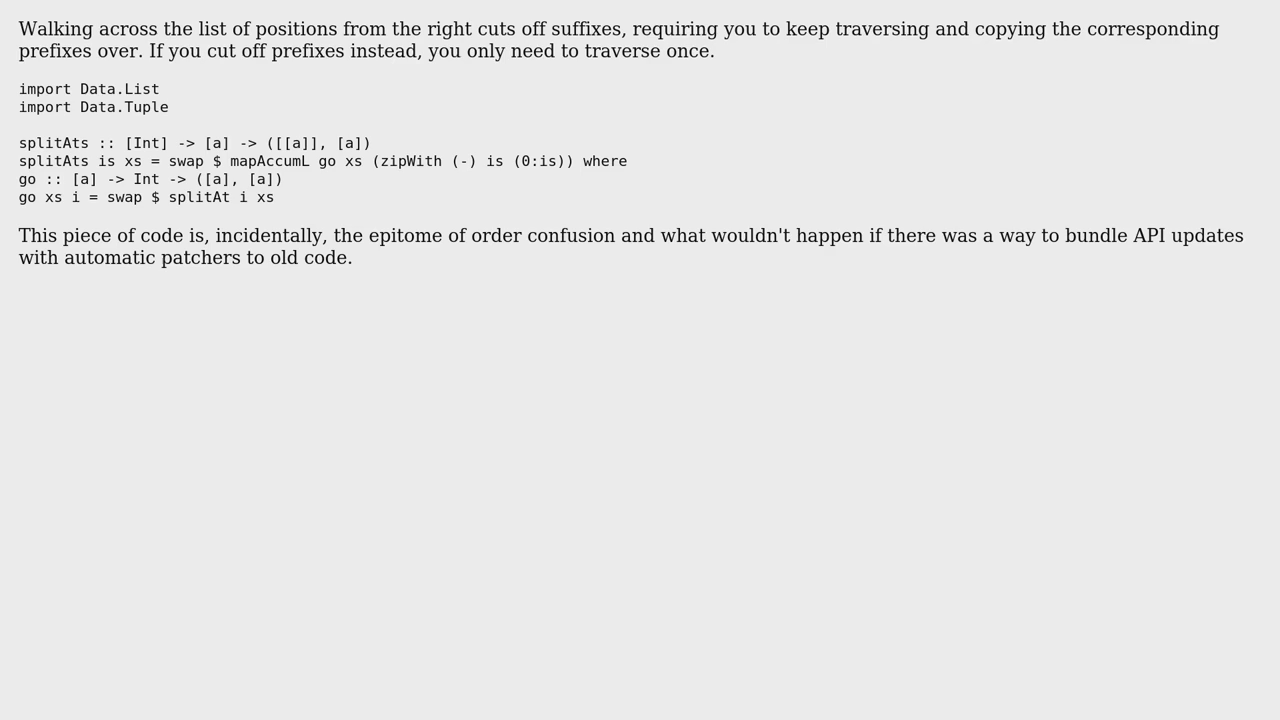 Walking across the list of positions from the right cuts off suffixes, requiring you to keep traversing and copying the corresponding
prefixes over. If you cut off prefixes instead, you only need to traverse once.
import Data.List
import Data.Tuple
splitAts :: [Int] -> [a] -> ([[a]], [a])
splitAts is xs = swap $ mapAccumL go xs (zipWith (-) is (0:is)) where
go :: [a] -> Int -> ([a], [a])
go xs i = swap $ splitAt i xs
This piece of code is, incidentally, the epitome of order confusion and what wouldn't happen if there was a way to bundle API updates
with automatic patchers to old code.